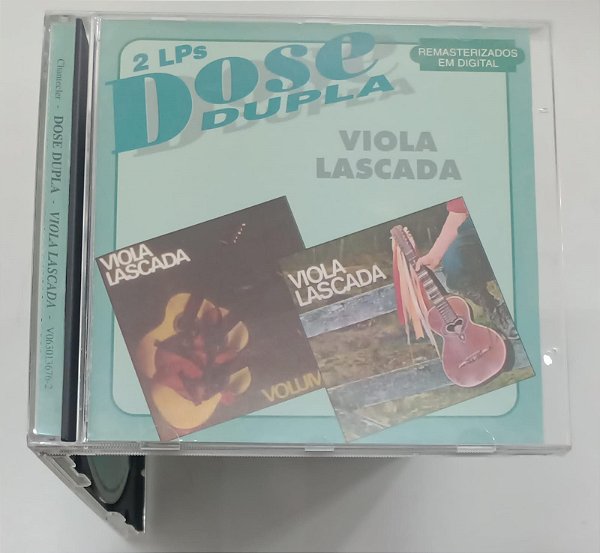 2 LPs
DOSE
DUPLA
REMASTERIZADOS
EM DIGITAL
VIOLA
LASCADA
VIOLA
LASCADA
VIOLA
LASCADA
Chantecler - DOSE DUPLA - VIOLA LASCADA -